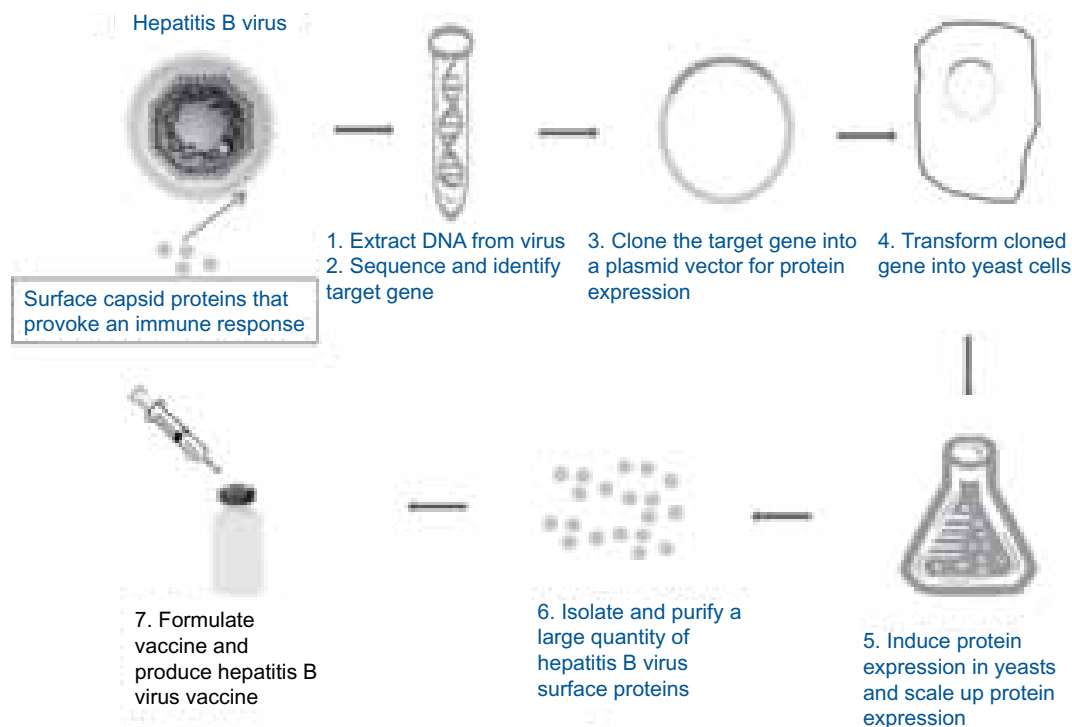 Hepatitis B virus
Surface capsid proteins that
provoke an immune response
1. Extract DNA from virus
2. Sequence and identify
target gene
3. Clone the target gene into
a plasmid vector for protein
expression
4. Transform cloned
gene into yeast cells
5. Induce protein
expression in yeasts
and scale up protein
expression
6. Isolate and purify a
large quantity of
hepatitis B virus
surface proteins
7. Formulate
vaccine and
produce hepatitis B
virus vaccine